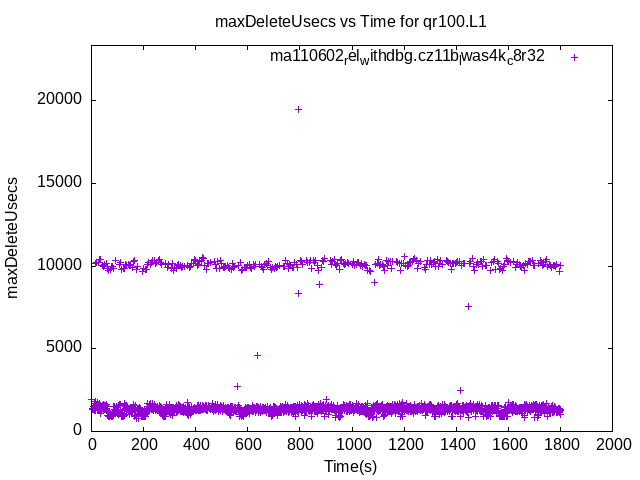 maxDeleteUsecs vs Time for qr100.L1
ma110602relwithdbg.cz11blwas4kc8r32
maxDeleteUsecs
20000
15000
10000
5000
0
0 200 400 600 800 1000 1200 1400 1600 1800 2000
Time(s)